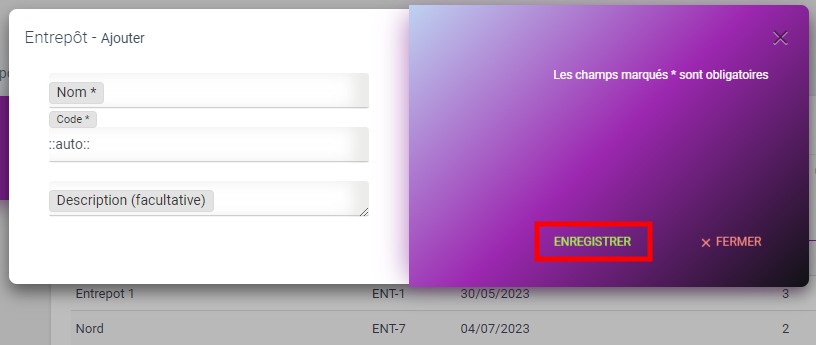 Entrepôt - Ajouter
Les champs marqués * sont obligatoires
Nom *
Code *
::auto::
Description (facultative)
ENREGISTRER
FERMER
Entrepot 1 ENT-1 30/05/2023 3
Nord ENT-7 04/07/2023 2